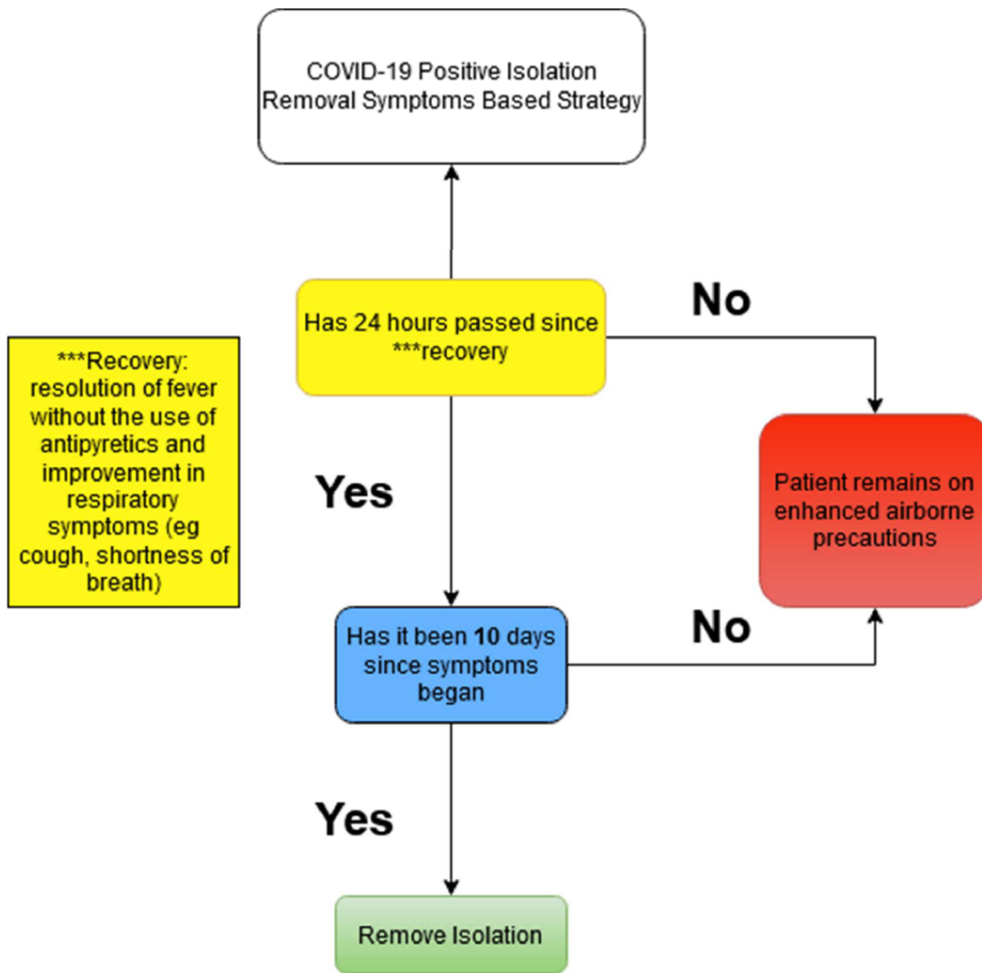 COVID-19 Positive Isolation
Removal Symptoms Based Strategy
Has 24 hours passed since
***recovery
No
***Recovery:
resolution of fever
without the use of
antipyretics and
improvement in
respiratory
symptoms (eg
cough, shortness of
breath)
Yes
Patient remains on
enhanced airborne
precautions
Has it been 10 days
since symptoms
began
No
Yes
Remove Isolation